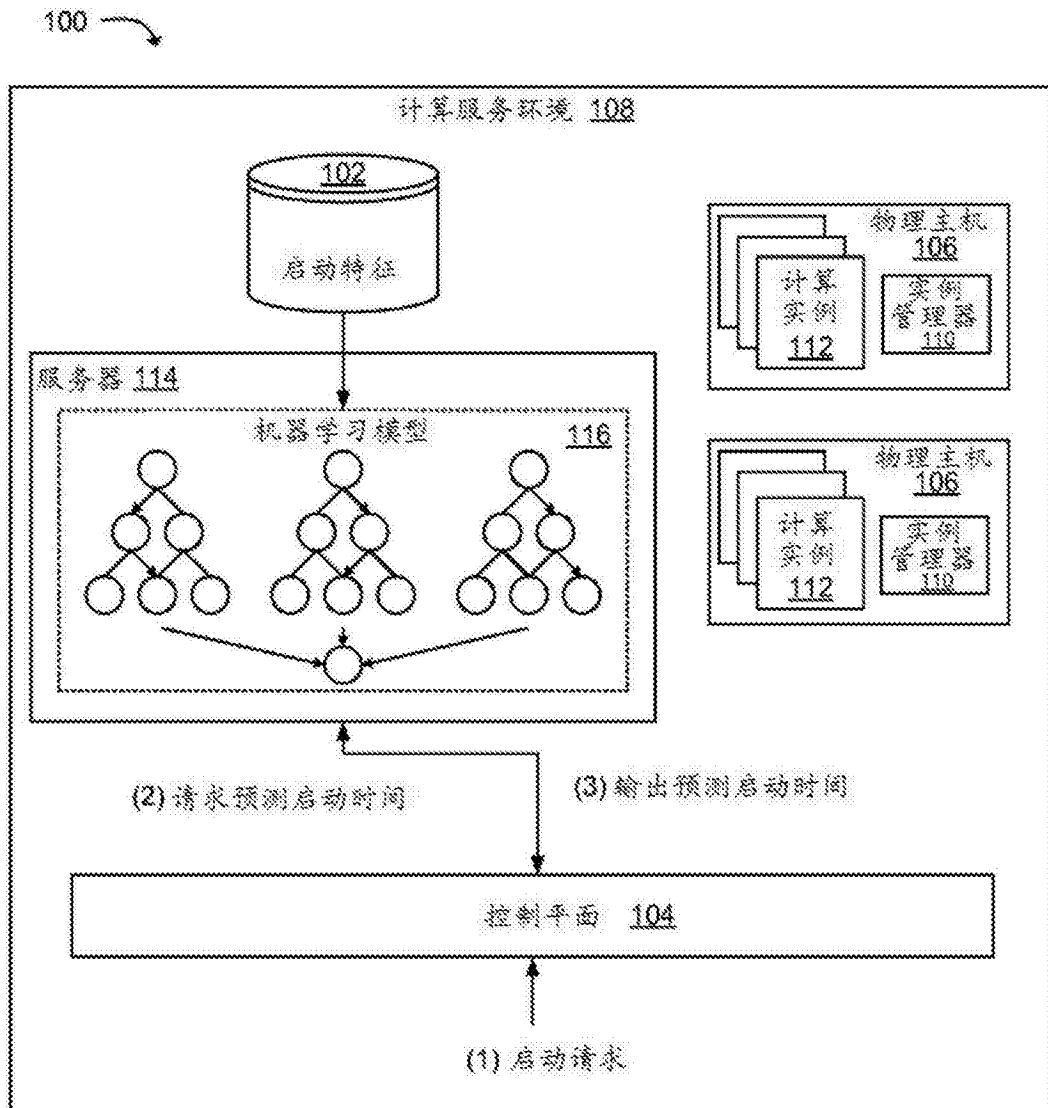 100
计算服务环境 108
102
启动特征
物理主机
106
计算
实例
112
实例
管理器
110
服务器 114
机器学习模型 116
物理主机
106
计算
实例
112
实例
管理器
110
(2) 请求预测启动时间
(3) 输出预测启动时间
控制平面 104
(1) 启动请求